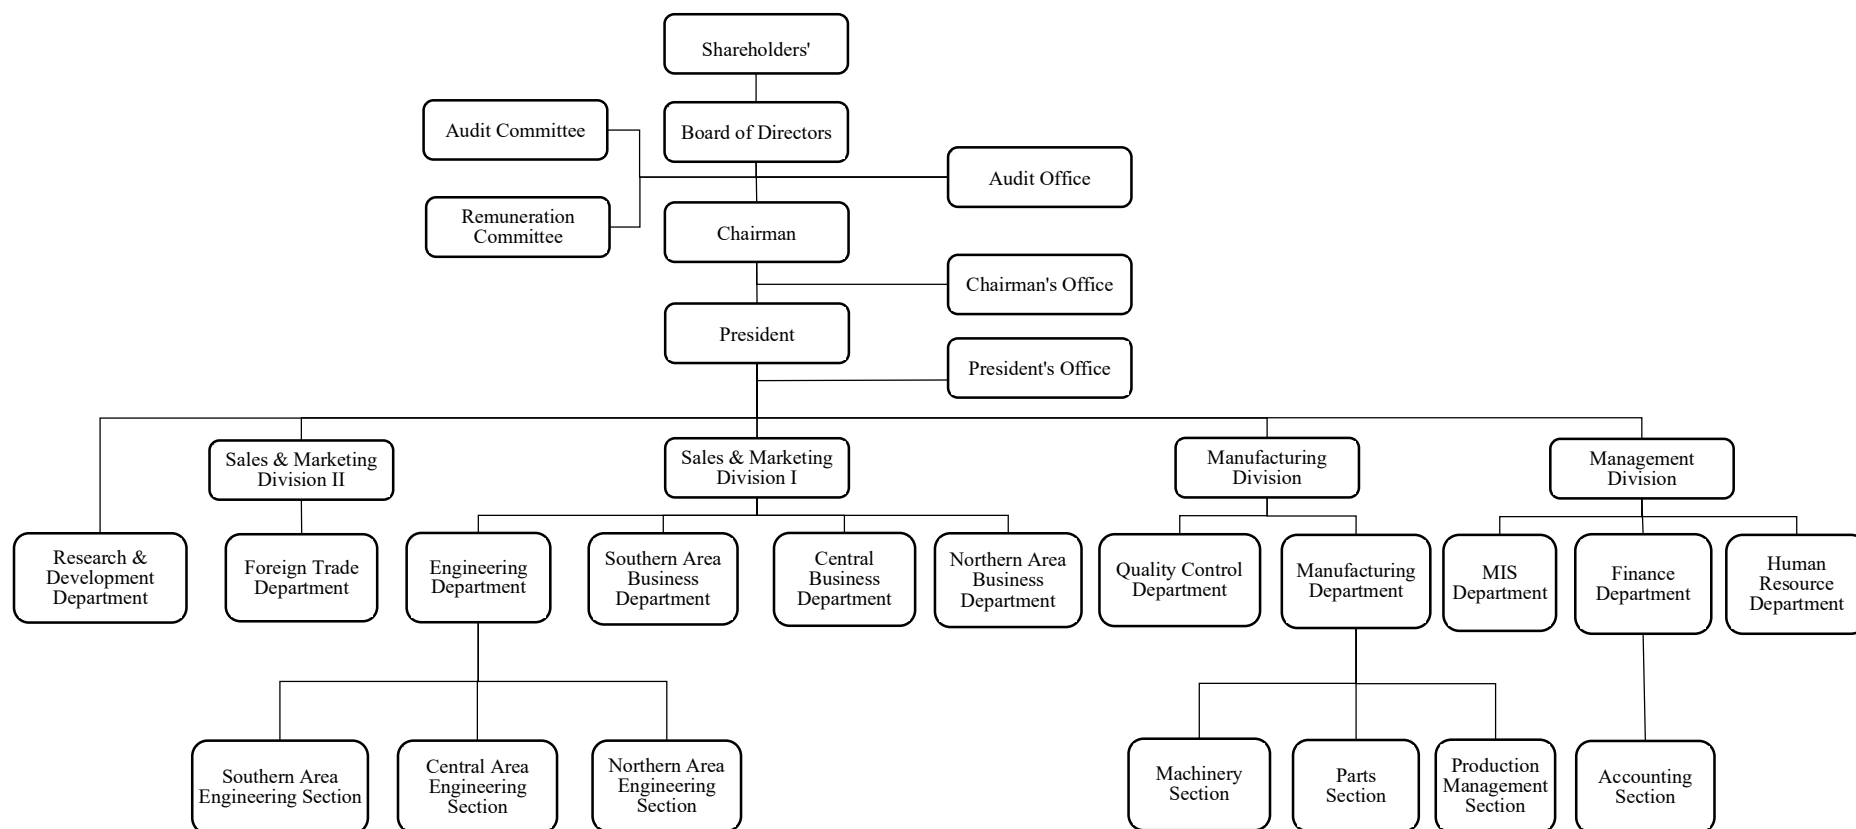 Shareholders'
Audit Committee
Board of Directors
Audit Office
Remuneration
Committee
Chairman
Chairman's Office
President
President's Office
Sales & Marketing
Division II
Sales & Marketing
Division I
Manufacturing
Division
Management
Division
Research &
Development
Department
Foreign Trade
Department
Engineering
Department
Southern Area
Business
Department
Central
Business
Department
Northern Area
Business
Department
Quality Control
Department
Manufacturing
Department
MIS
Department
Finance
Department
Human
Resource
Department
Southern Area
Engineering Section
Central Area
Engineering
Section
Northern Area
Engineering
Section
Machinery
Section
Parts
Section
Production
Management
Section
Accounting
Section